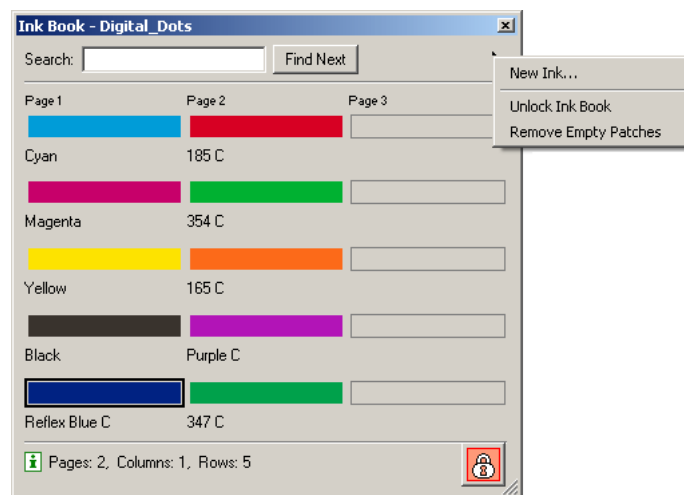 Ink Book - Digital_Dots
Search:
Find Next
New Ink...
Unlock Ink Book
Remove Empty Patches
Page 1 Page 2 Page 3
Cyan 185 C
Magenta 354 C
Yellow 165 C
Black Purple C
Reflex Blue C 347 C
Pages: 2, Columns: 1, Rows: 5